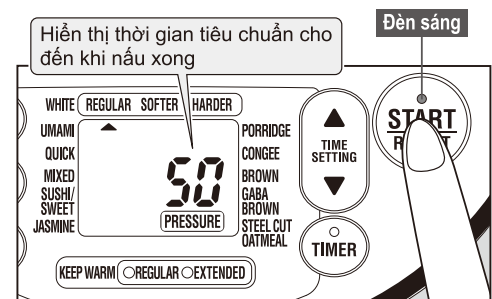 Hiển thị thời gian tiêu chuẩn cho
đến khi nấu xong
Đèn sáng
WHITE REGULAR SOFTER HARDER
UMAMI
QUICK
MIXED
SUSHI/
SWEET
JASMINE
50
PRESSURE
PORRIDGE
CONGEE
BROWN
GABA
BROWN
STEEL CUT
OATMEAL
KEEP WARM REGULAR EXTENDED
TIME
SETTING
TIMER
START